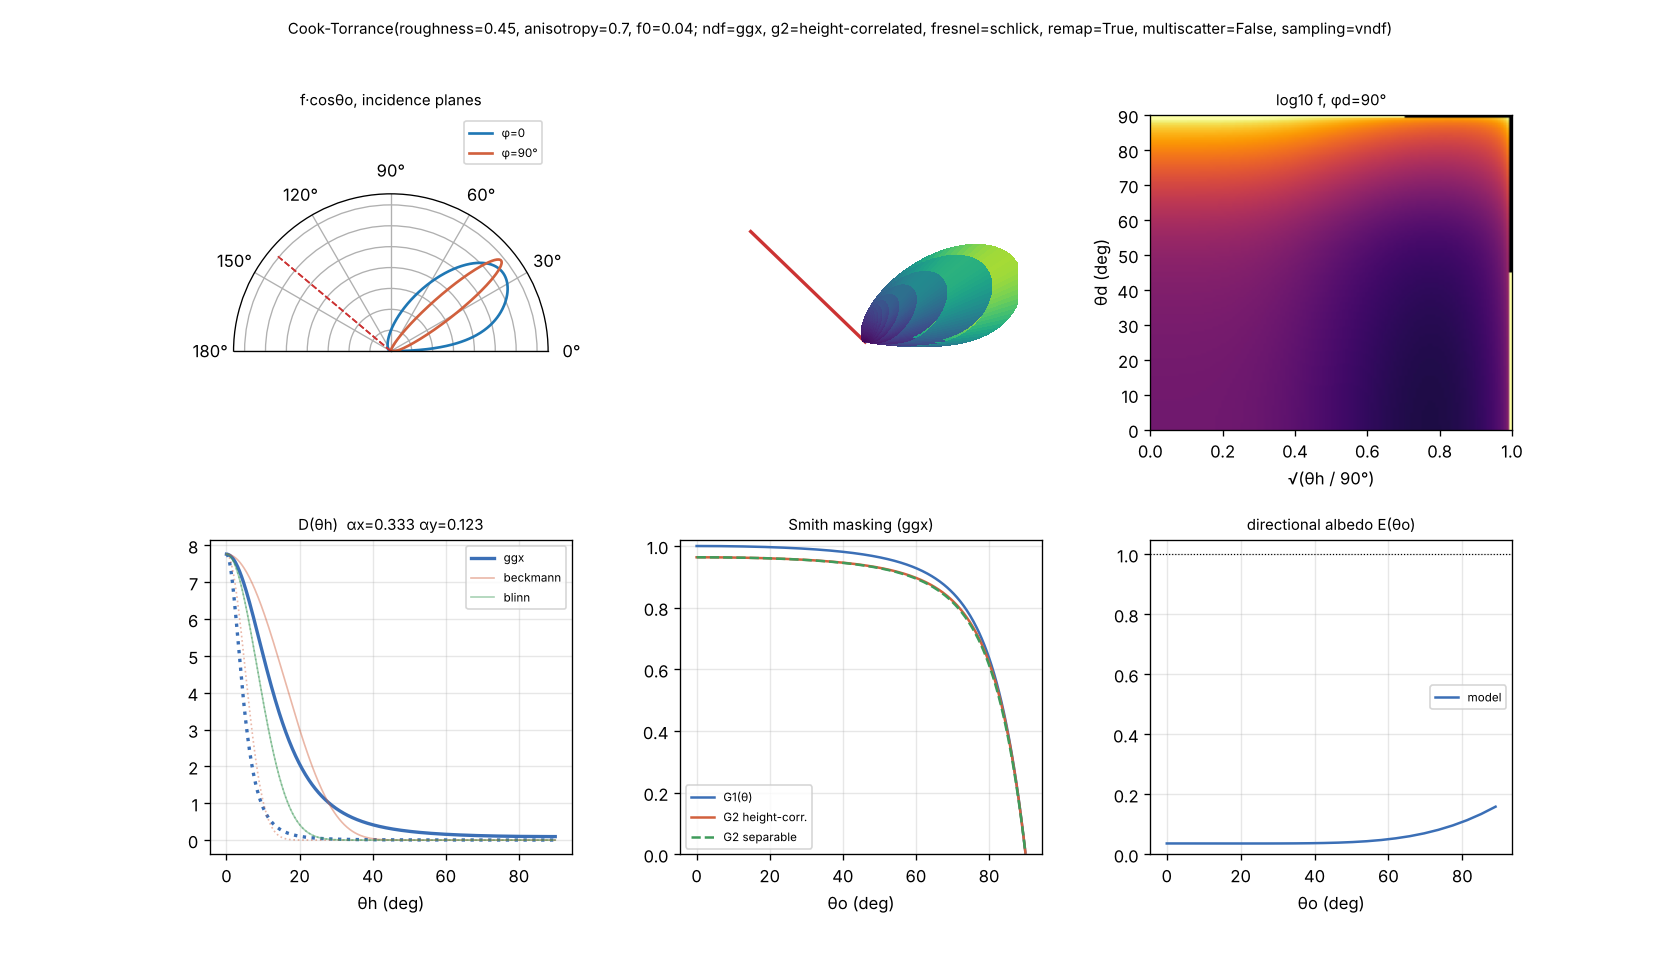 Cook-Torrance(roughness=0.45, anisotropy=0.7, f0=0.04; ndf=ggx, g2=height-correlated, fresnel=schlick, remap=True, multiscatter=False, sampling=vndf)
f·cosθo, incidence planes
φ=0
φ=90°
90°
120°
60°
150°
30°
180°
0°
log10 f, φd=90°
90
80
70
60
50
40
30
20
10
0
θd (deg)
0.0
0.2
0.4
0.6
0.8
1.0
√(θh / 90°)
D(θh)  αx=0.333 αy=0.123
ggx
beckmann
blinn
8
7
6
5
4
3
2
1
0
0
20
40
60
80
θh (deg)
Smith masking (ggx)
1.0
0.8
0.6
0.4
0.2
0.0
G1(θ)
G2 height-corr.
G2 separable
0
20
40
60
80
θo (deg)
directional albedo E(θo)
1.0
0.8
0.6
0.4
0.2
0.0
model
0
20
40
60
80
θo (deg)